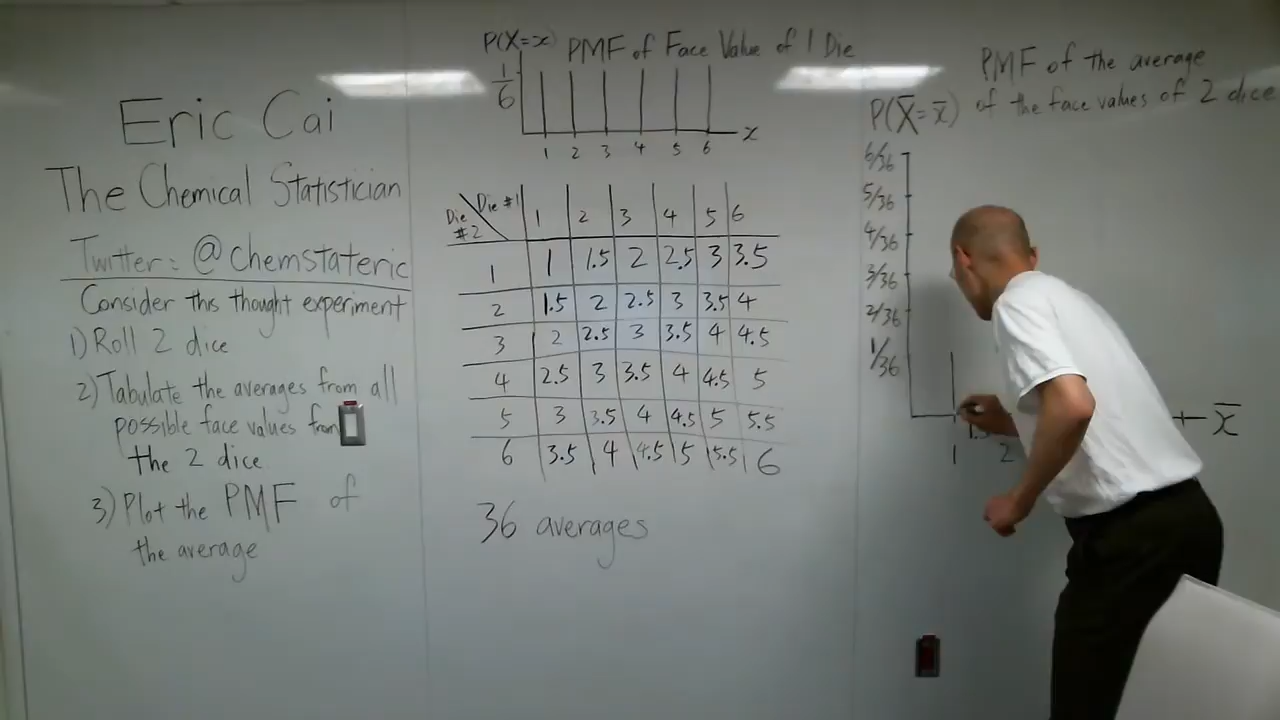 Eric Cai
The Chemical Statistician
Twitter: @chemstateric
Consider this thought experiment
1) Roll 2 dice
2) Tabulate the averages from all
possible face values from
the 2 dice
3) Plot the PMF of
the average
P(X=x) PMF of Face Value of 1 Die
1/6
1 2 3 4 5 6 x
Die #1 1 2 3 4 5 6
Die #2
1 1 1.5 2 2.5 3 3.5
2 1.5 2 2.5 3 3.5 4
3 2 2.5 3 3.5 4 4.5
4 2.5 3 3.5 4 4.5 5
5 3 3.5 4 4.5 5 5.5
6 3.5 4 4.5 5 5.5 6
36 averages
PMF of the average
of the face values of 2 dice
P(X̅=x̅)
6/36
5/36
4/36
3/36
2/36
1/36
X̅
1.5
1 2